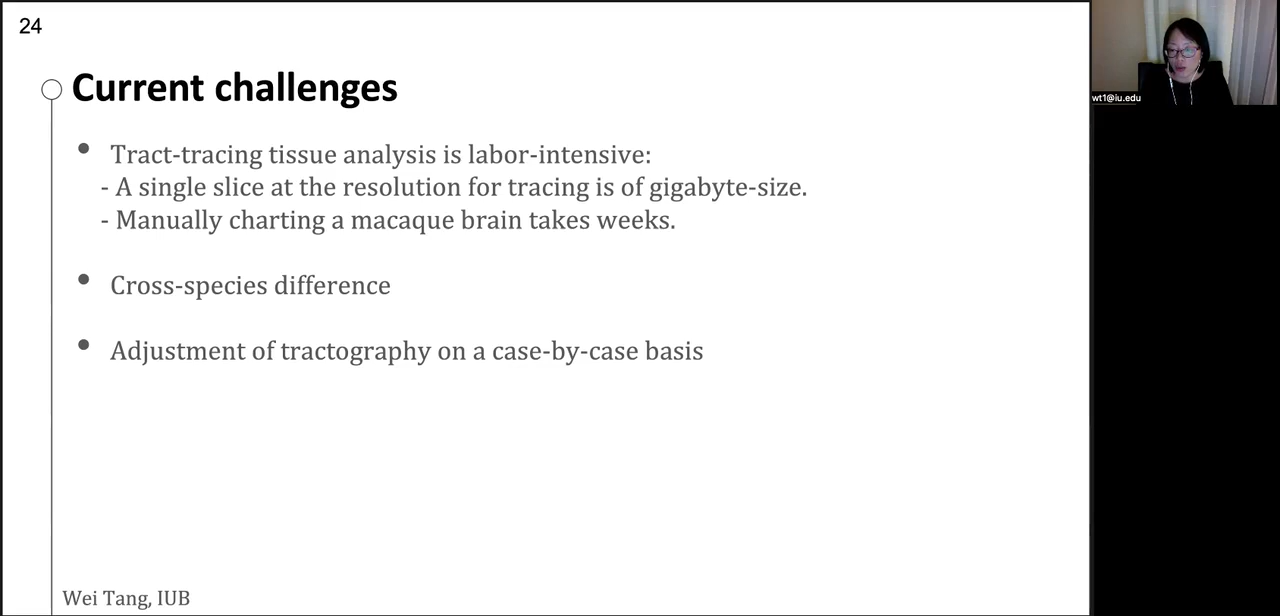 24
Current challenges
• Tract-tracing tissue analysis is labor-intensive:
- A single slice at the resolution for tracing is of gigabyte-size.
- Manually charting a macaque brain takes weeks.
• Cross-species difference
• Adjustment of tractography on a case-by-case basis
Wei Tang, IUB
wt1@iu.edu